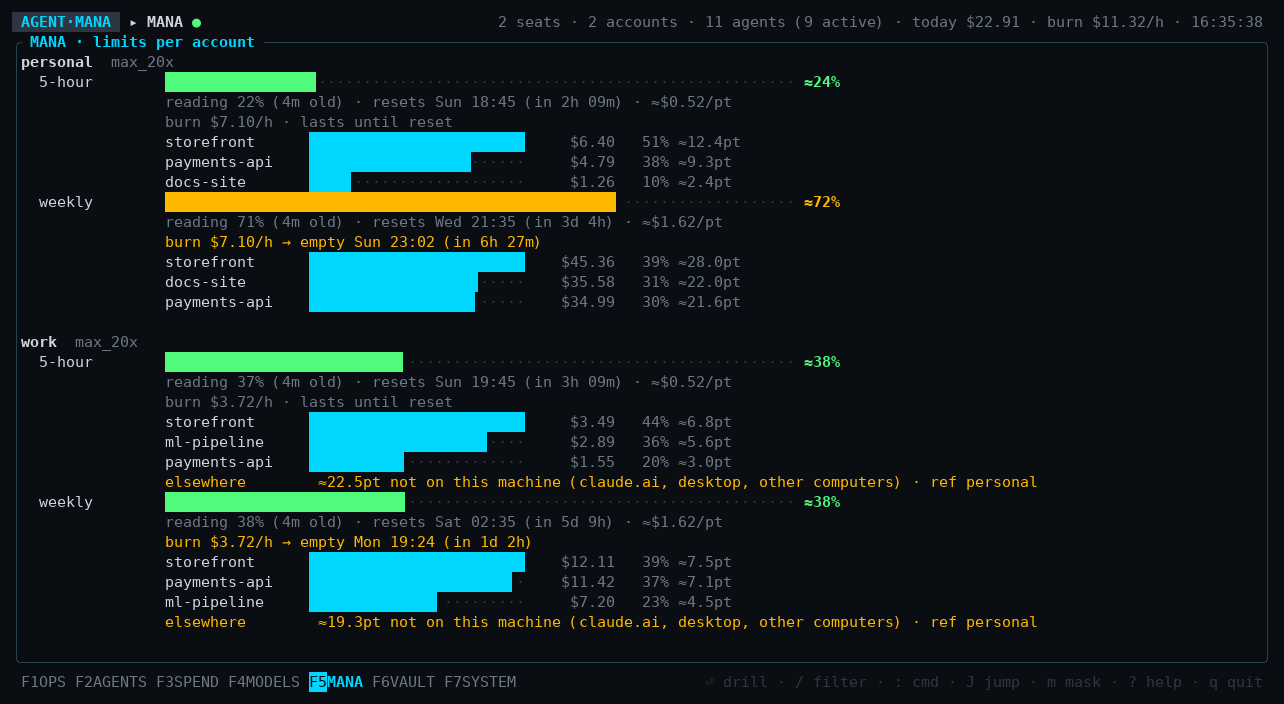 AGENT·MANA ▸ MANA ● 2 seats · 2 accounts · 11 agents (9 active) · today $22.91 · burn $11.32/h · 16:35:38
MANA · limits per account
personal max_20x
5-hour ≈24%
reading 22% (4m old) · resets Sun 18:45 (in 2h 09m) · ≈$0.52/pt
burn $7.10/h · lasts until reset
storefront $6.40 51% ≈12.4pt
payments-api $4.79 38% ≈9.3pt
docs-site $1.26 10% ≈2.4pt
weekly ≈72%
reading 71% (4m old) · resets Wed 21:35 (in 3d 4h) · ≈$1.62/pt
burn $7.10/h → empty Sun 23:02 (in 6h 27m)
storefront $45.36 39% ≈28.0pt
docs-site $35.58 31% ≈22.0pt
payments-api $34.99 30% ≈21.6pt
work max_20x
5-hour ≈38%
reading 37% (4m old) · resets Sun 19:45 (in 3h 09m) · ≈$0.52/pt
burn $3.72/h · lasts until reset
storefront $3.49 44% ≈6.8pt
ml-pipeline $2.89 36% ≈5.6pt
payments-api $1.55 20% ≈3.0pt
elsewhere ≈22.5pt not on this machine (claude.ai, desktop, other computers) · ref personal
weekly ≈38%
reading 38% (4m old) · resets Sat 02:35 (in 5d 9h) · ≈$1.62/pt
burn $3.72/h → empty Mon 19:24 (in 1d 2h)
storefront $12.11 39% ≈7.5pt
payments-api $11.42 37% ≈7.1pt
ml-pipeline $7.20 23% ≈4.5pt
elsewhere ≈19.3pt not on this machine (claude.ai, desktop, other computers) · ref personal
F1OPS F2AGENTS F3SPEND F4MODELS F5MANA F6VAULT F7SYSTEM ⏎ drill · / filter · : cmd · J jump · m mask · ? help · q quit